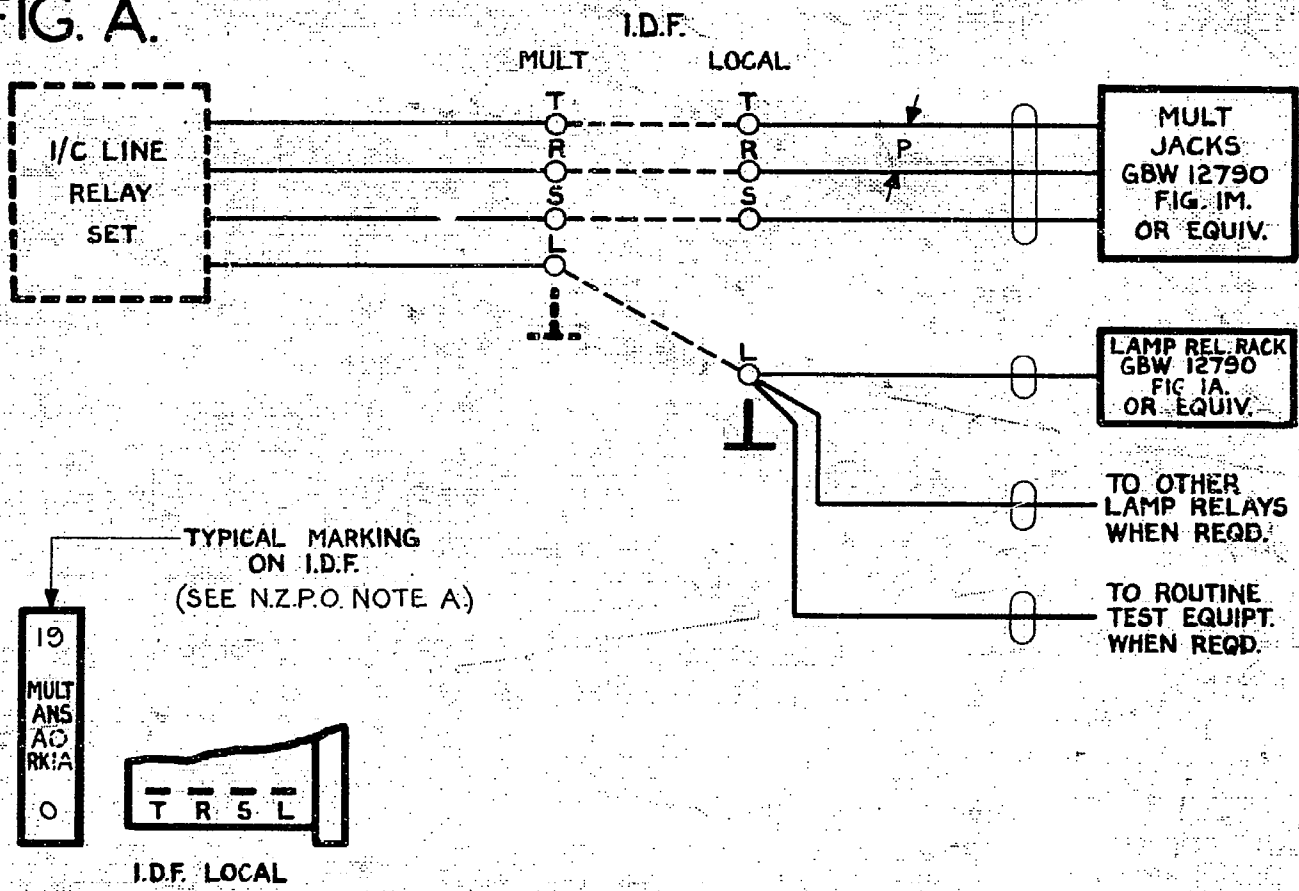 FIG. A.
I.D.F.
MULT
LOCAL
I/C LINE
RELAY
SET
T
R
S
L
T
R
S
L
P
MULT
JACKS
GBW 12790
FIG. 1M.
OR EQUIV.
LAMP REL. RACK
GBW 12790
FIG 1A.
OR EQUIV.
TO OTHER
LAMP RELAYS
WHEN REQD.
TO ROUTINE
TEST EQUIPT.
WHEN REQD.
TYPICAL MARKING
ON I.D.F.
(SEE N.Z.P.O. NOTE A.)
19
MULT
ANS
AO
RK1A
0
T R S L
I.D.F. LOCAL